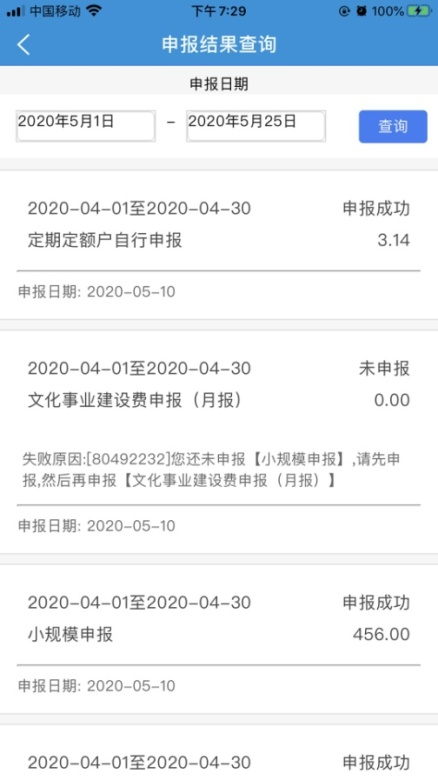 中国移动 下午7:29 100%
申报结果查询
申报日期
2020年5月1日 - 2020年5月25日 查询
2020-04-01至2020-04-30 申报成功
定期定额户自行申报 3.14
申报日期: 2020-05-10
2020-04-01至2020-04-30 未申报
文化事业建设费申报（月报） 0.00
失败原因:[80492232]您还未申报【小规模申报】,请先申
报,然后再申报【文化事业建设费申报（月报）】
申报日期: 2020-05-10
2020-04-01至2020-04-30 申报成功
小规模申报 456.00
申报日期: 2020-05-10
2020-04-01至2020-04-30 申报成功